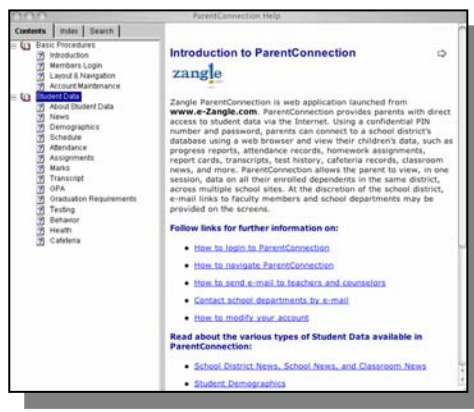 ParentConnection Help
Contents Index Search
Basic Procedures
Introduction
Members Login
Layout & Navigation
Account Maintenance
Student Data
About Student Data
News
Demographics
Schedule
Attendance
Assignments
Marks
Transcript
GPA
Graduation Requirements
Testing
Behavior
Health
Cafeteria
Introduction to ParentConnection
zangle
Zangle ParentConnection is web application launched from
www.e-Zangle.com. ParentConnection provides parents with direct
access to student data via the Internet. Using a confidential PIN
number and password, parents can connect to a school district's
database using a web browser and view their children's data, such as
progress reports, attendance records, homework assignments,
report cards, transcripts, test history, cafeteria records, classroom
news, and more. ParentConnection allows the parent to view, in one
session, data on all their enrolled dependents in the same district,
across multiple school sites. At the discretion of the school district,
e-mail links to faculty members and school departments may be
provided on the screens.
Follow links for further information on:
How to login to ParentConnection
How to navigate ParentConnection
How to send e-mail to teachers and counselors
Contact school departments by e-mail
How to modify your account
Read about the various types of Student Data available in
ParentConnection:
School District News, School News, and Classroom News
Student Demographics